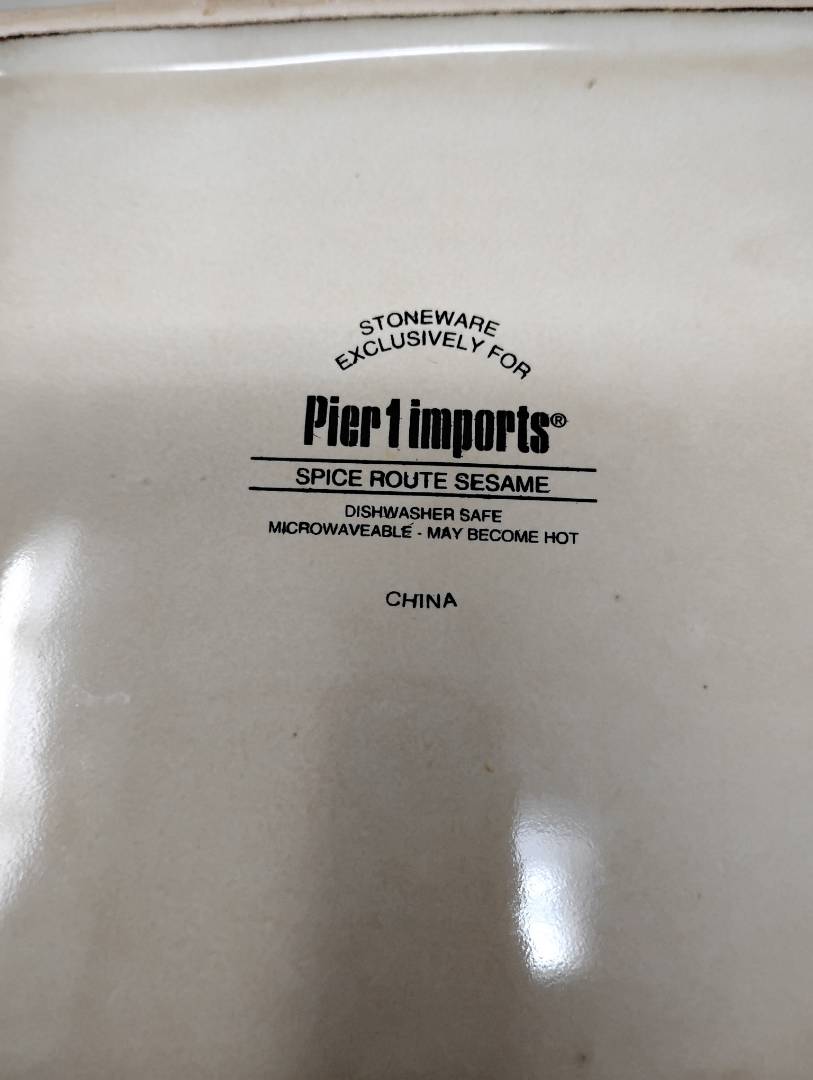 STONEWARE
EXCLUSIVELY FOR
Pier 1 imports®
SPICE ROUTE SESAME
DISHWASHER SAFE
MICROWAVEABLE - MAY BECOME HOT
CHINA